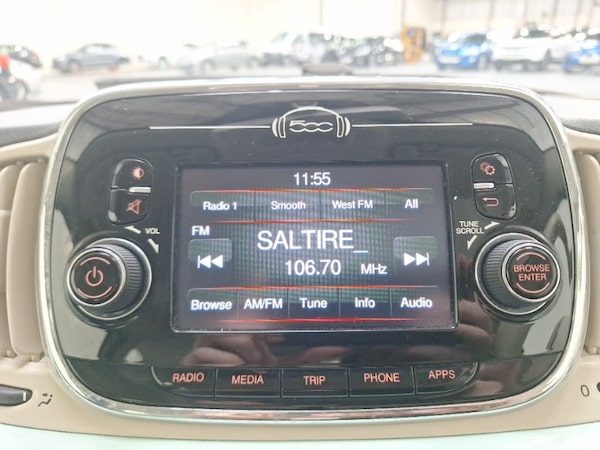 500
11:55
Radio 1 Smooth West FM All
FM
SALTIRE_
106.70 MHz
Browse AM/FM Tune Info Audio
VOL
TUNE
SCROLL
BROWSE
ENTER
RADIO MEDIA TRIP PHONE APPS
0